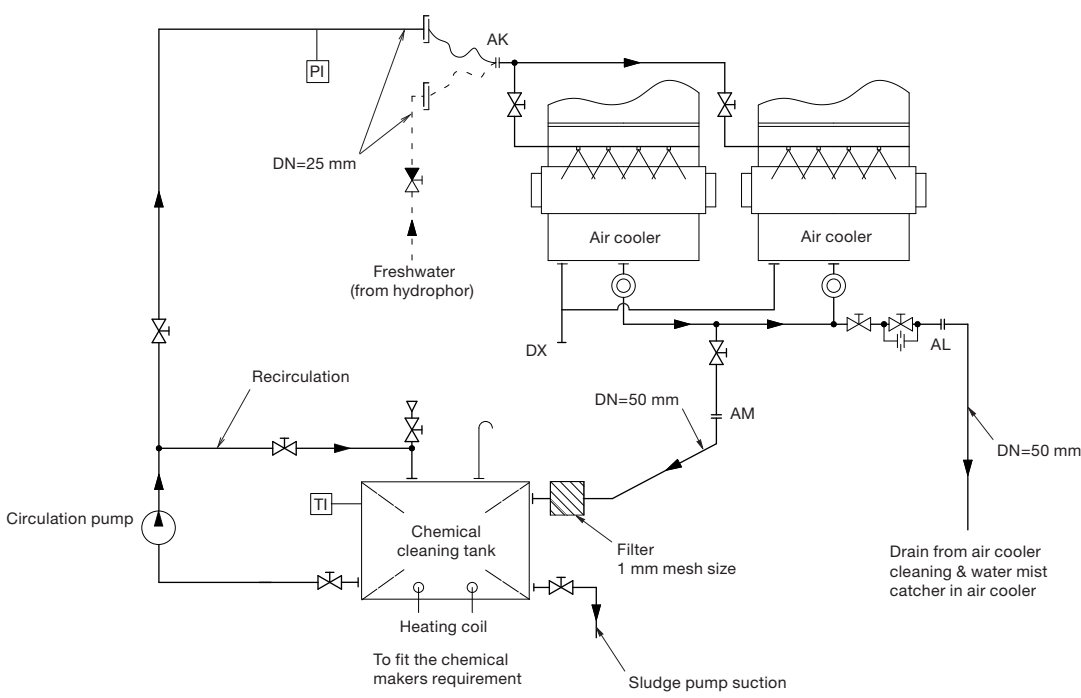 AK
PI
DN=25 mm
Air cooler
Air cooler
Freshwater
(from hydrophor)
DX
AL
Recirculation
DN=50 mm
AM
DN=50 mm
TI
Circulation pump
Chemical
cleaning tank
Filter
1 mm mesh size
Drain from air cooler
cleaning & water mist
catcher in air cooler
Heating coil
To fit the chemical
makers requirement
Sludge pump suction